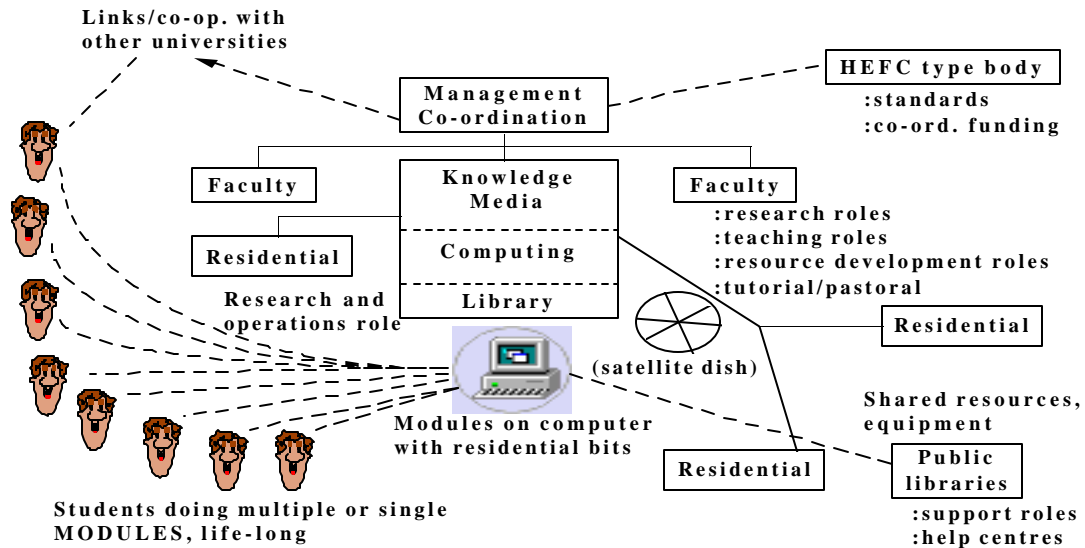 Links/co-op. with
other universities
HEFC type body
:standards
:co-ord. funding
Management
Co-ordination
Faculty
Knowledge
Media
Computing
Library
Faculty
:research roles
:teaching roles
:resource development roles
:tutorial/pastoral
Residential
Research and
operations role
Residential
(satellite dish)
Modules on computer
with residential bits
Residential
Shared resources,
equipment
Public
libraries
:support roles
:help centres
Students doing multiple or single
MODULES, life-long